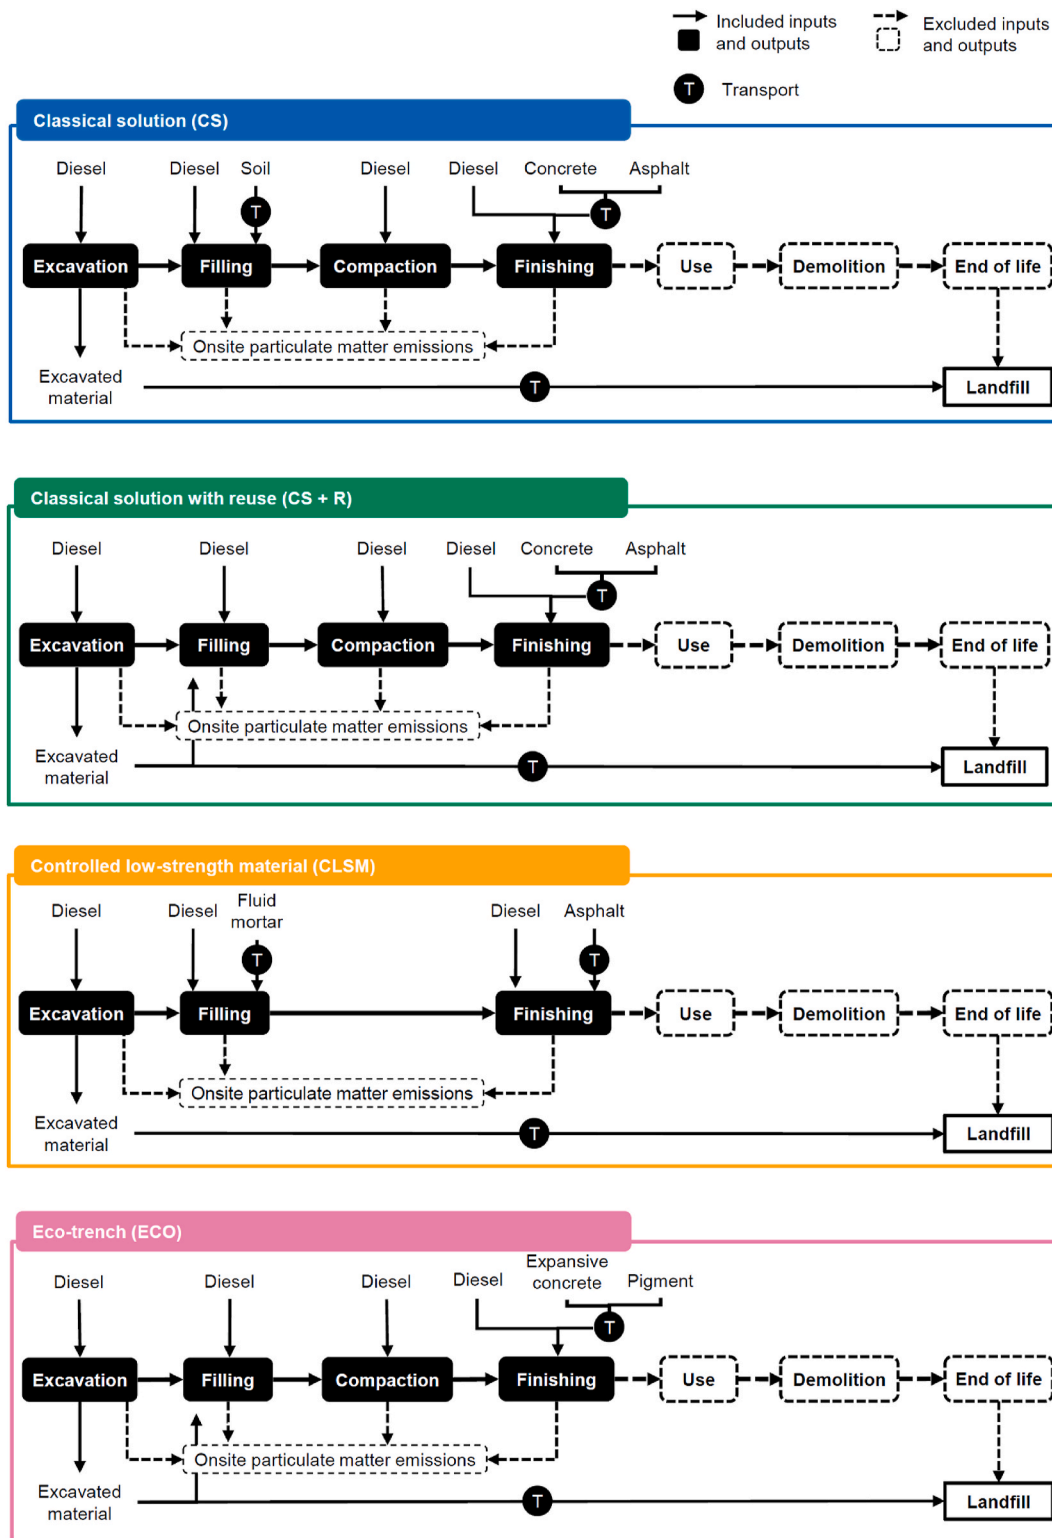 Included inputs
and outputs
Excluded inputs
and outputs
T
Transport
Classical solution (CS)
Diesel
Diesel
Soil
Diesel
Diesel
Concrete
Asphalt
T
T
Excavation
Filling
Compaction
Finishing
Use
Demolition
End of life
Onsite particulate matter emissions
Excavated
material
T
Landfill
Classical solution with reuse (CS + R)
Diesel
Diesel
Diesel
Diesel
Concrete
Asphalt
T
Excavation
Filling
Compaction
Finishing
Use
Demolition
End of life
Onsite particulate matter emissions
Excavated
material
T
Landfill
Controlled low-strength material (CLSM)
Diesel
Diesel
Fluid
mortar
Diesel
Asphalt
T
T
Excavation
Filling
Finishing
Use
Demolition
End of life
Onsite particulate matter emissions
Excavated
material
T
Landfill
Eco-trench (ECO)
Diesel
Diesel
Diesel
Diesel
Expansive
concrete
Pigment
T
Excavation
Filling
Compaction
Finishing
Use
Demolition
End of life
Onsite particulate matter emissions
Excavated
material
T
Landfill